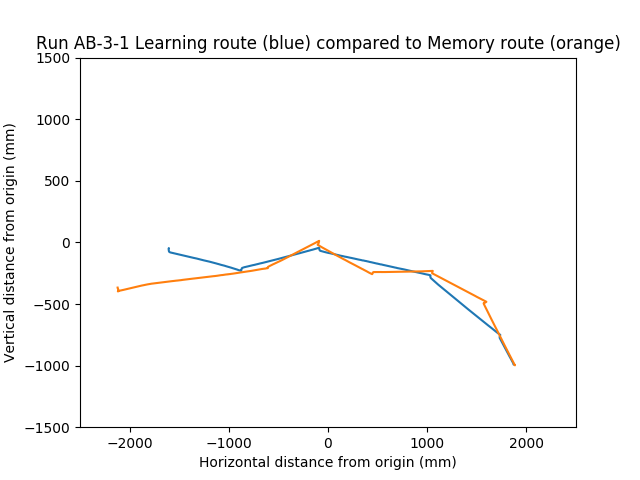 Run AB-3-1 Learning route (blue) compared to Memory route (orange)
1500
1000
500
0
−500
−1000
−1500
Vertical distance from origin (mm)
−2000 −1000 0 1000 2000
Horizontal distance from origin (mm)